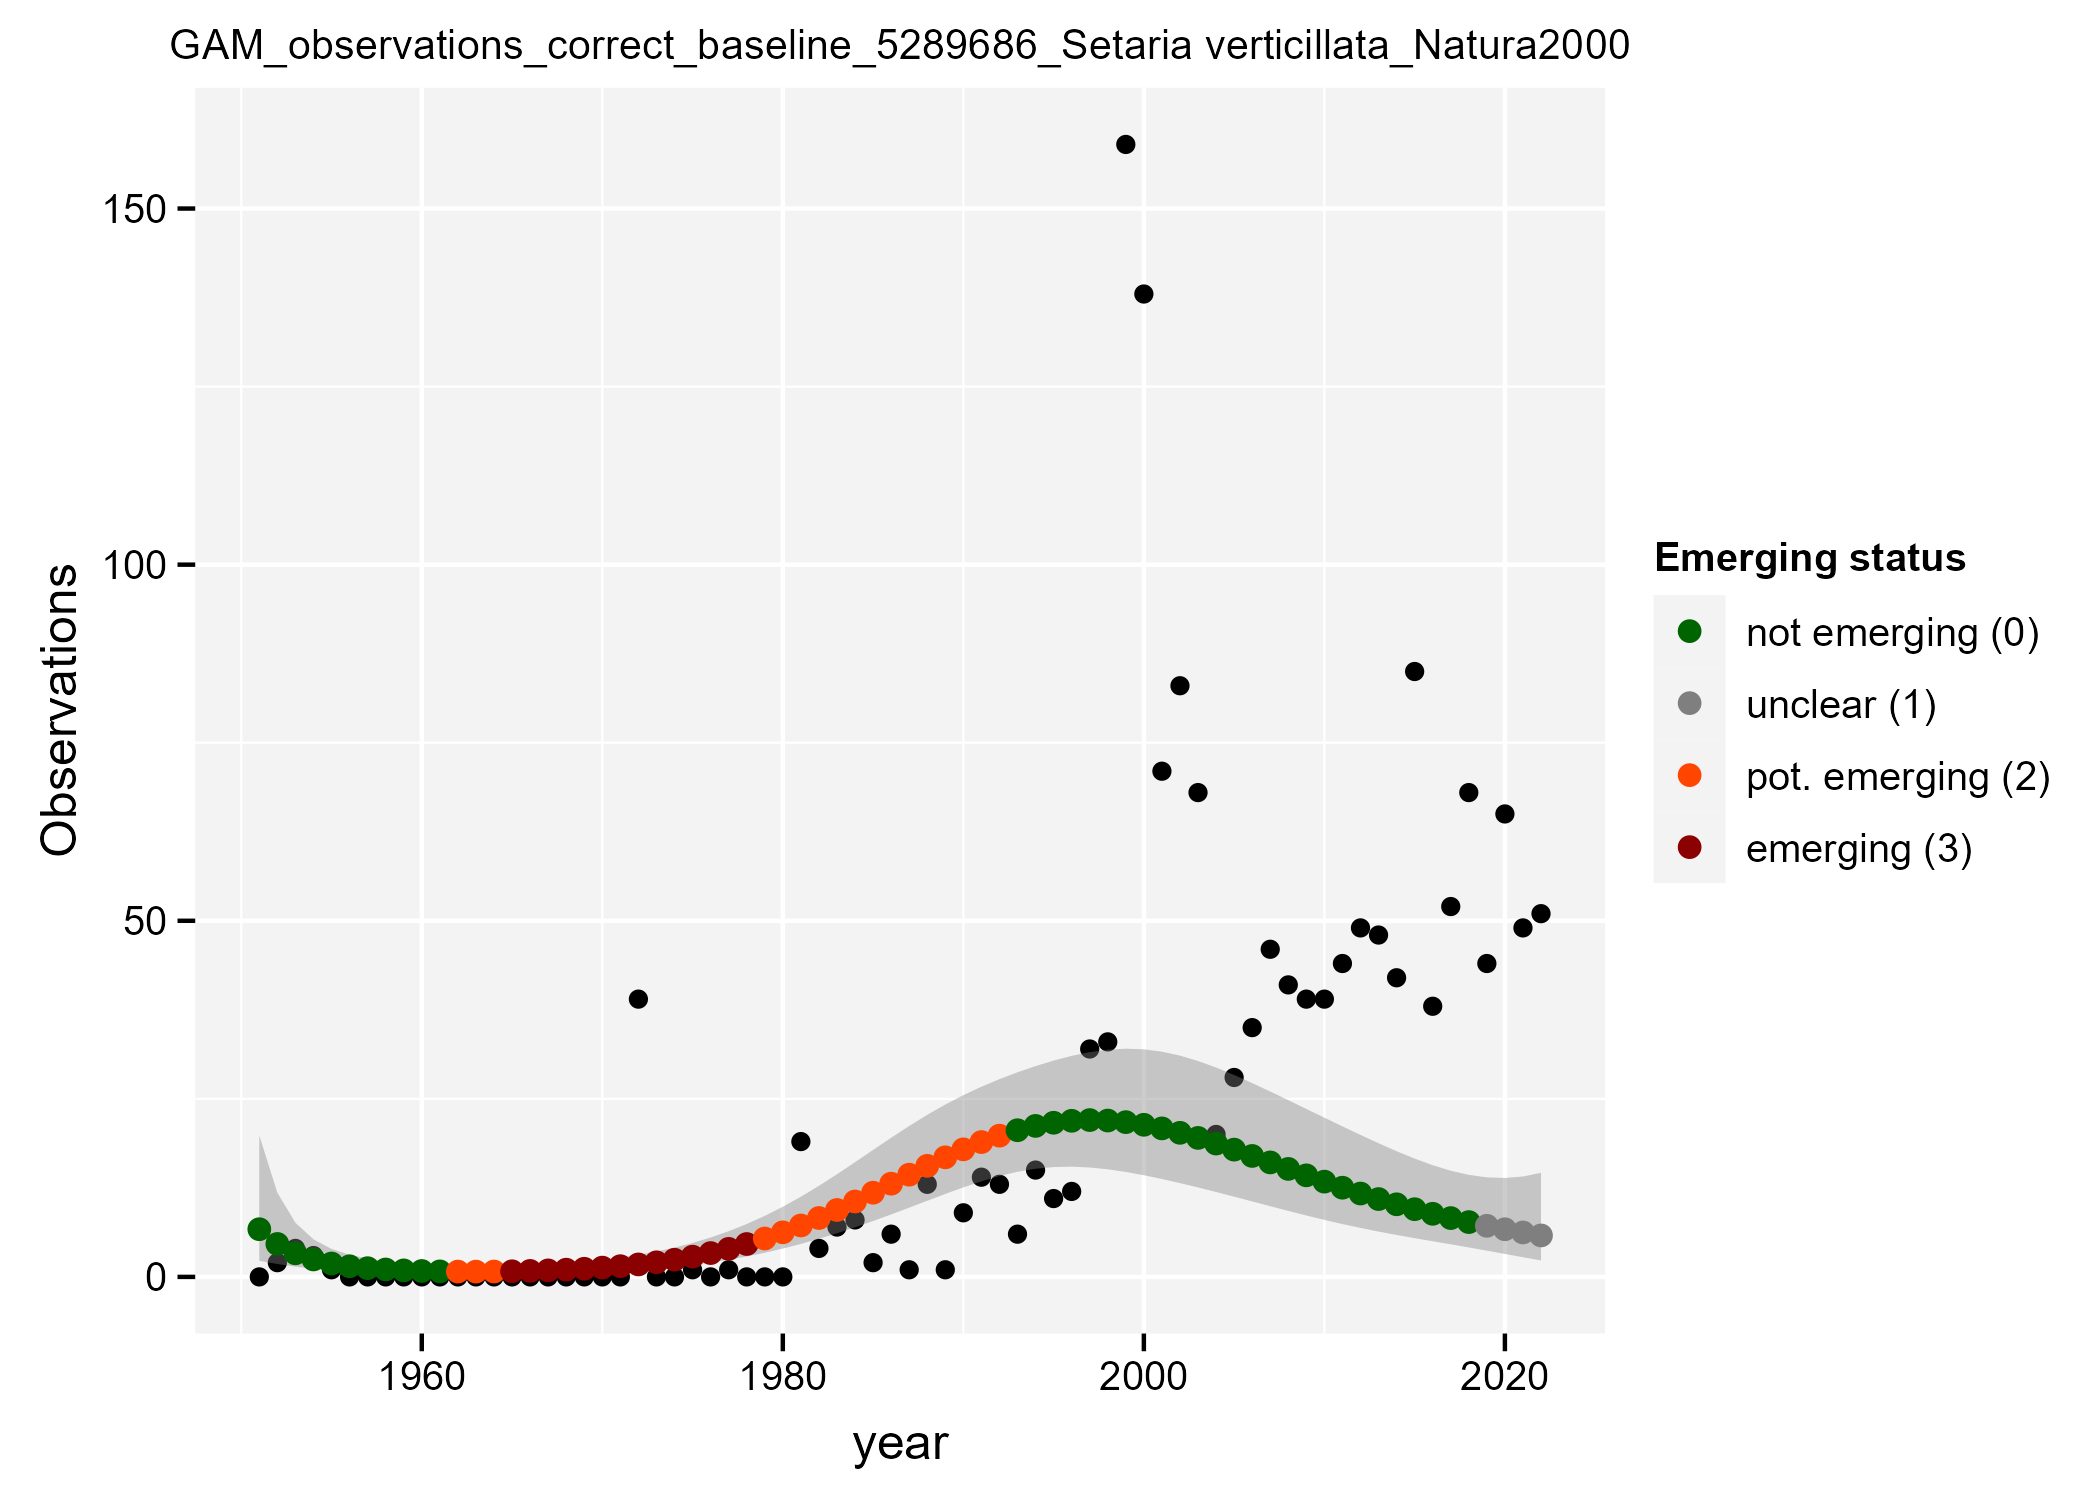 GAM_observations_correct_baseline_5289686_Setaria verticillata_Natura2000
150
100
50
0
Observations
1960
1980
2000
2020
year
Emerging status
not emerging (0)
unclear (1)
pot. emerging (2)
emerging (3)